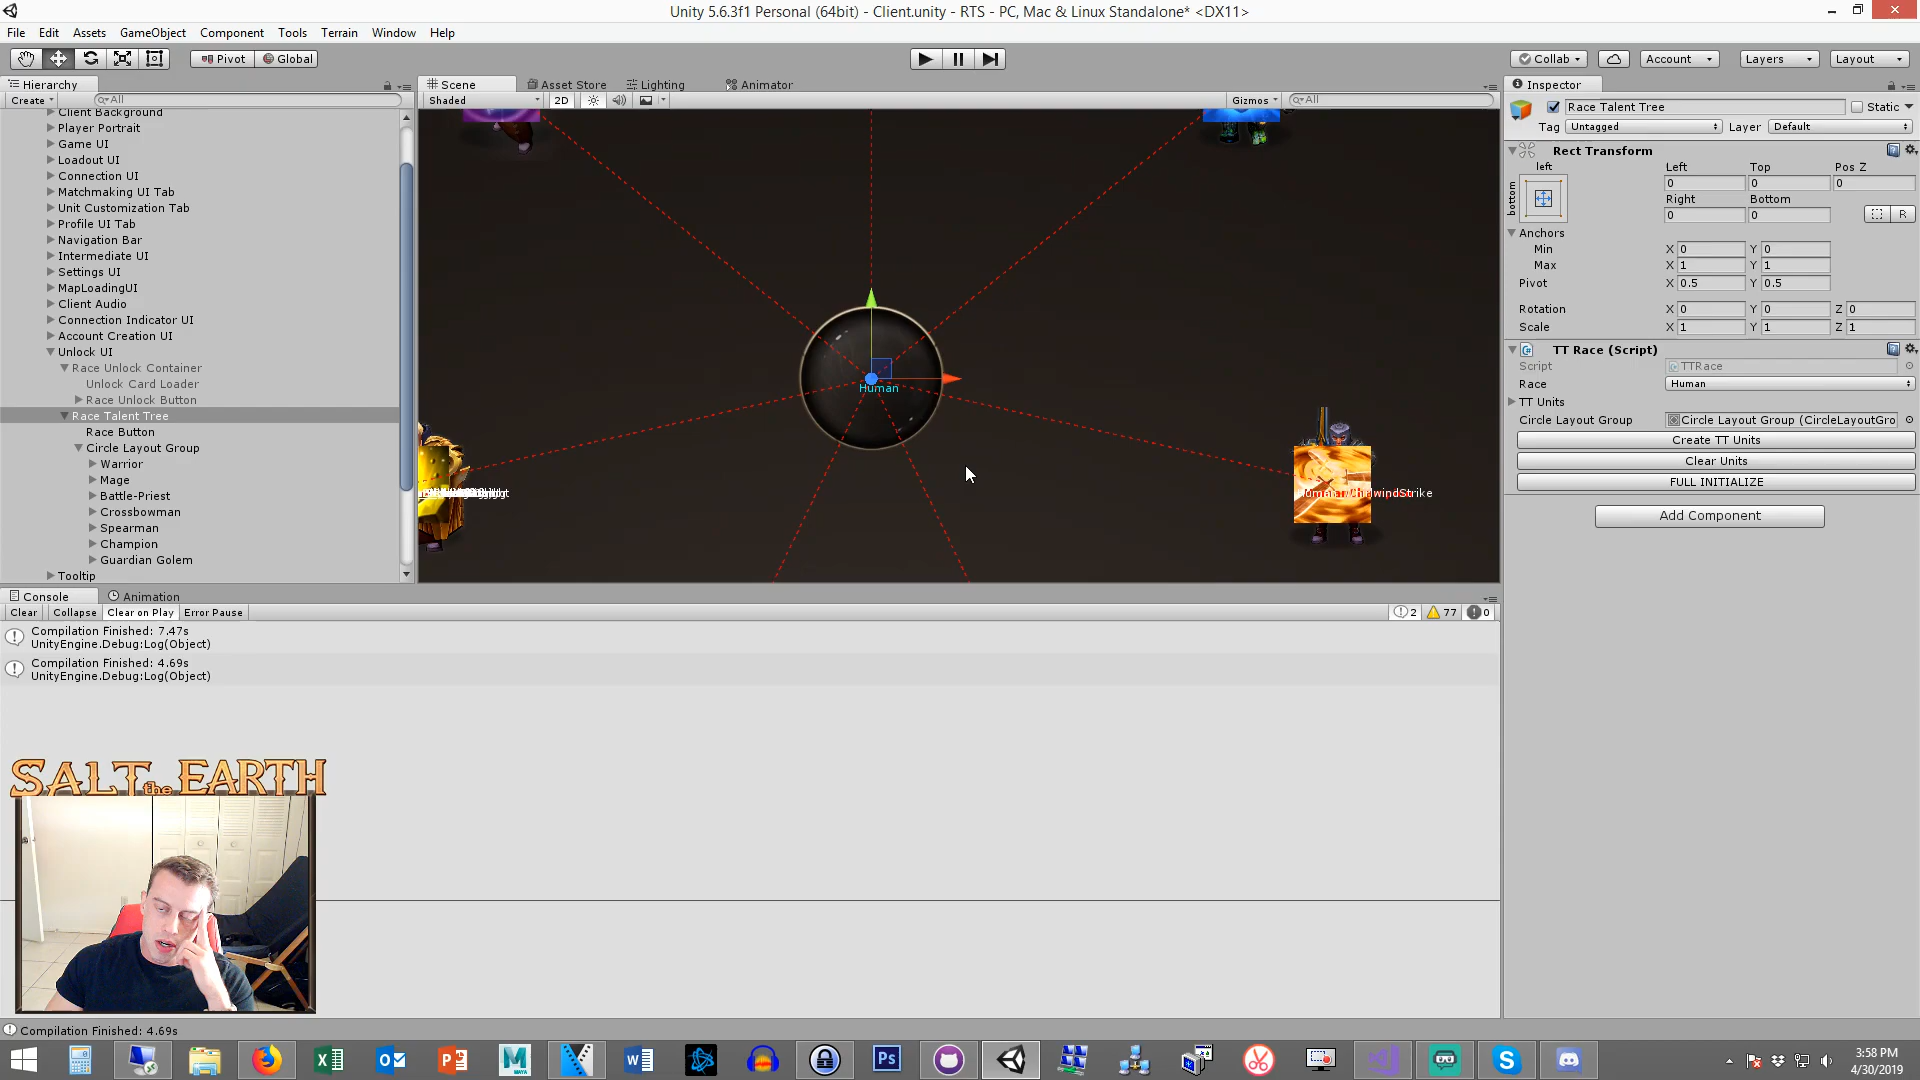 Unity 5.6.3f1 Personal (64bit) - Client.unity - RTS - PC, Mac & Linux Standalone* <DX11>
File Edit Assets GameObject Component Tools Terrain Window Help
Pivot Global Collab Account Layers Layout
Hierarchy
Create All
Client Background
Player Portrait
Game UI
Loadout UI
Connection UI
Matchmaking UI Tab
Unit Customization Tab
Profile UI Tab
Navigation Bar
Intermediate UI
Settings UI
MapLoadingUI
Client Audio
Connection Indicator UI
Account Creation UI
Unlock UI
Race Unlock Container
Unlock Card Loader
Race Unlock Button
Race Talent Tree
Race Button
Circle Layout Group
Warrior
Mage
Battle-Priest
Crossbowman
Spearman
Champion
Guardian Golem
Tooltip
Scene Asset Store Lighting Animator
Shaded 2D Gizmos All
Human
Inspector
Race Talent Tree Static
Tag Untagged Layer Default
Rect Transform
left Left Top Pos Z
bottom 0 0 0
Right Bottom
0 0 R
Anchors
Min X 0 Y 0
Max X 1 Y 1
Pivot X 0.5 Y 0.5
Rotation X 0 Y 0 Z 0
Scale X 1 Y 1 Z 1
TT Race (Script)
Script TTRace
Race Human
TT Units
Circle Layout Group Circle Layout Group (CircleLayoutGro
Create TT Units
Clear Units
FULL INITIALIZE
Add Component
Console Animation
Clear Collapse Clear on Play Error Pause 2 77 0
Compilation Finished: 7.47s
UnityEngine.Debug:Log(Object)
Compilation Finished: 4.69s
UnityEngine.Debug:Log(Object)
SALT the EARTH
Compilation Finished: 4.69s
3:58 PM
4/30/2019